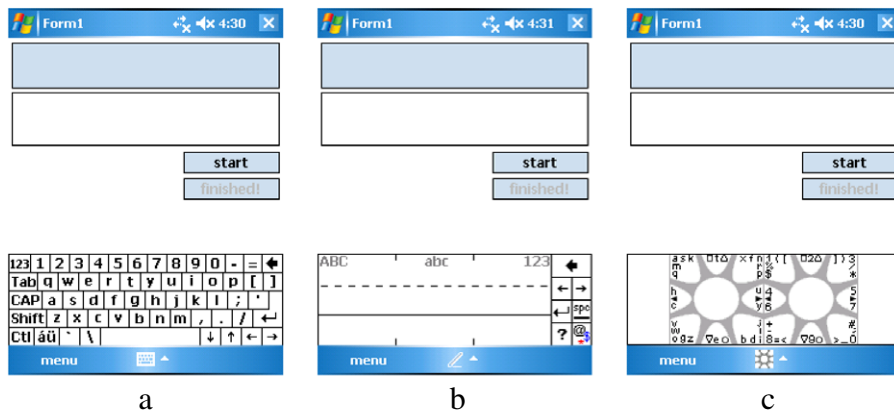 Form1 4:30
start
finished!
123 1 2 3 4 5 6 7 8 9 0 - =
Tab q w e r t y u i o p [ ]
CAP a s d f g h j k l ; '
Shift z x c v b n m , . /
Ctl áü ` \
menu
a
Form1 4:31
start
finished!
ABC abc 123
spc
? @
menu
b
Form1 4:30
start
finished!
menu
c